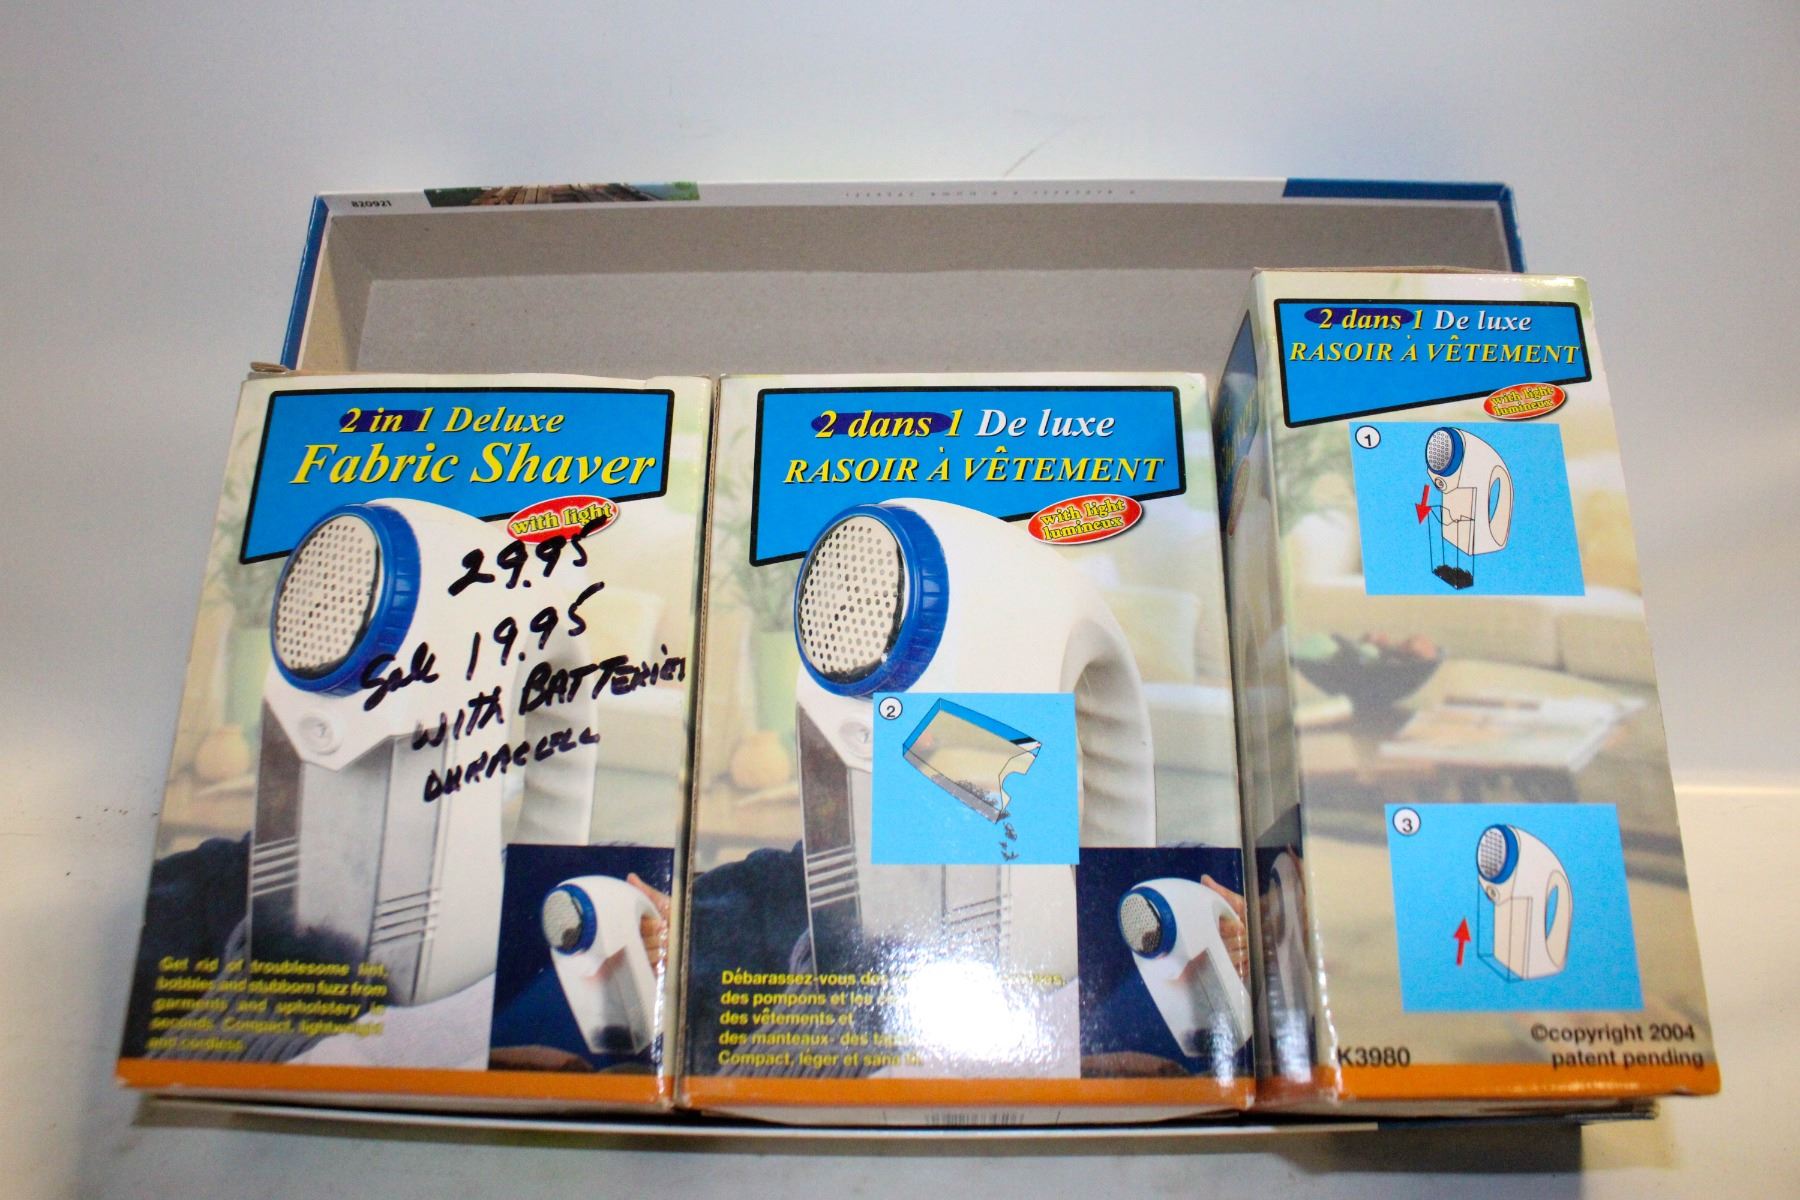 820921
2 in 1 Deluxe
Fabric Shaver
with light
29.95
Sale 19.95
WITH BATTERIES
DURACELL
Get rid of troublesome lint,
bobbles and stubborn fuzz from
garments and upholstery in
seconds. Compact, lightweight
and cordless.
2 dans 1 De luxe
RASOIR À VÊTEMENT
with light
lumineux
2
Débarassez-vous des
des pompons et les
des vêtements et
des manteaux- des
Compact, léger et sans
2 dans 1 De luxe
RASOIR À VÊTEMENT
with light
lumineux
1
3
©copyright 2004
K3980 patent pending